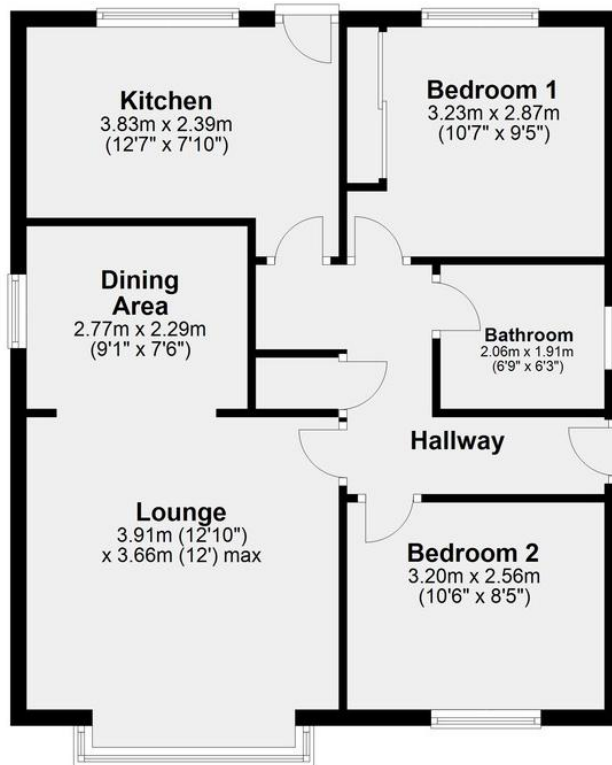 Kitchen
3.83m x 2.39m
(12'7" x 7'10")
Bedroom 1
3.23m x 2.87m
(10'7" x 9'5")
Dining
Area
2.77m x 2.29m
(9'1" x 7'6")
Bathroom
2.06m x 1.91m
(6'9" x 6'3")
Hallway
Lounge
3.91m (12'10")
x 3.66m (12') max
Bedroom 2
3.20m x 2.56m
(10'6" x 8'5")